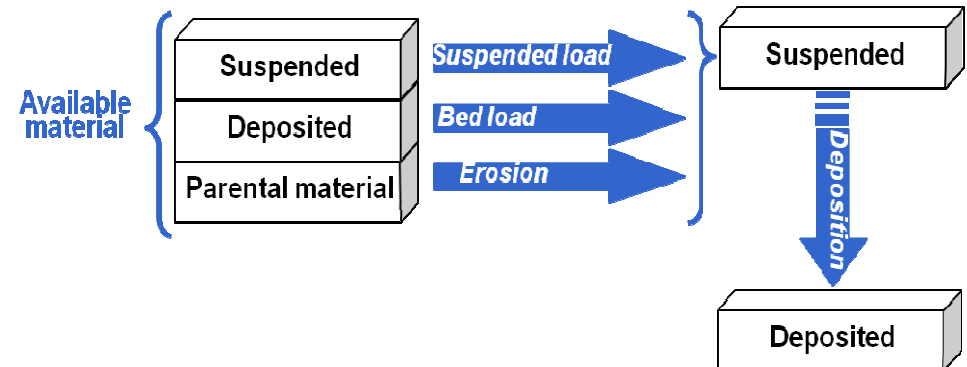 Available
material
Suspended
Deposited
Parental material
Suspended load
Bed load
Erosion
Suspended
Deposition
Deposited